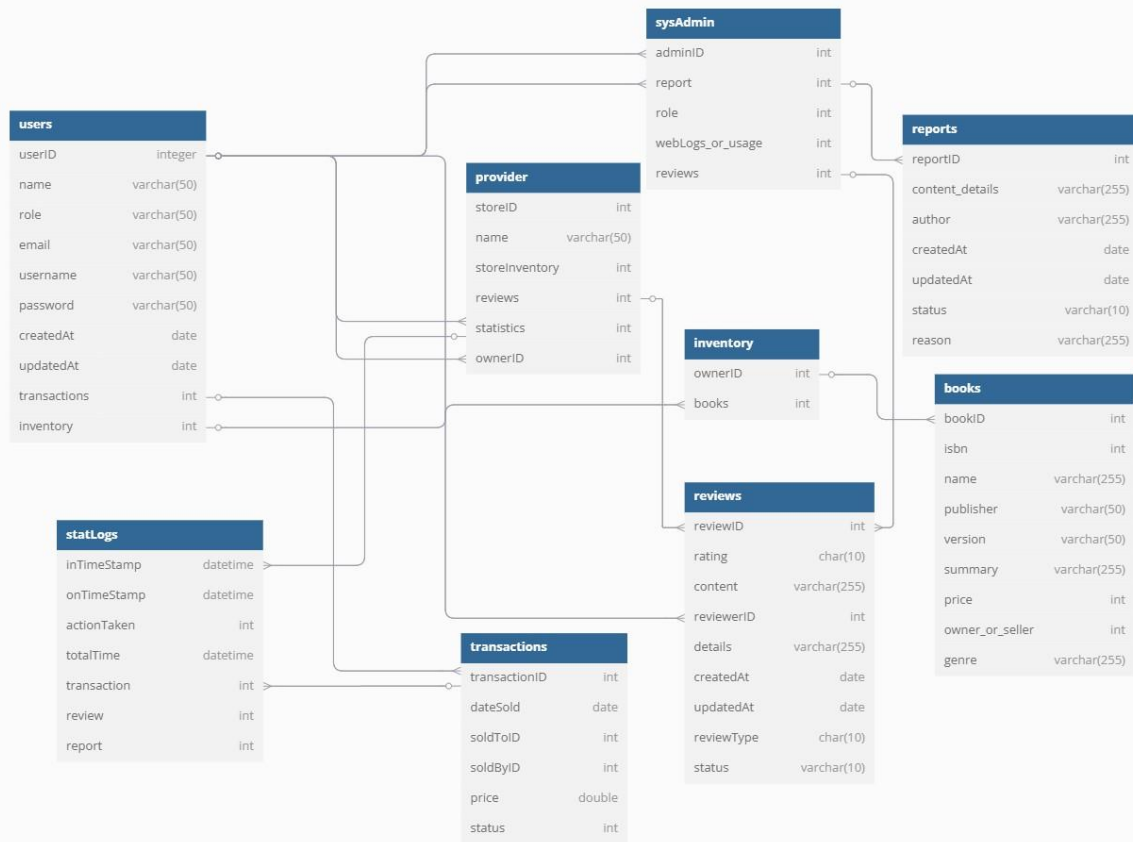 sysAdmin
adminID int
report int
role int
webLogs_or_usage int
reviews int
users
userID integer
name varchar(50)
role varchar(50)
email varchar(50)
username varchar(50)
password varchar(50)
createdAt date
updatedAt date
transactions int
inventory int
provider
storeID int
name varchar(50)
storeInventory int
reviews int
statistics int
ownerID int
reports
reportID int
content_details varchar(255)
author varchar(255)
createdAt date
updatedAt date
status varchar(10)
reason varchar(255)
inventory
ownerID int
books int
books
bookID int
isbn int
name varchar(255)
publisher varchar(50)
version varchar(50)
summary varchar(255)
price int
owner_or_seller int
genre varchar(255)
reviews
reviewID int
rating char(10)
content varchar(255)
reviewerID int
details varchar(255)
createdAt date
updatedAt date
reviewType char(10)
status varchar(10)
statLogs
inTimeStamp datetime
onTimeStamp datetime
actionTaken int
totalTime datetime
transaction int
review int
report int
transactions
transactionID int
dateSold date
soldToID int
soldByID int
price double
status int